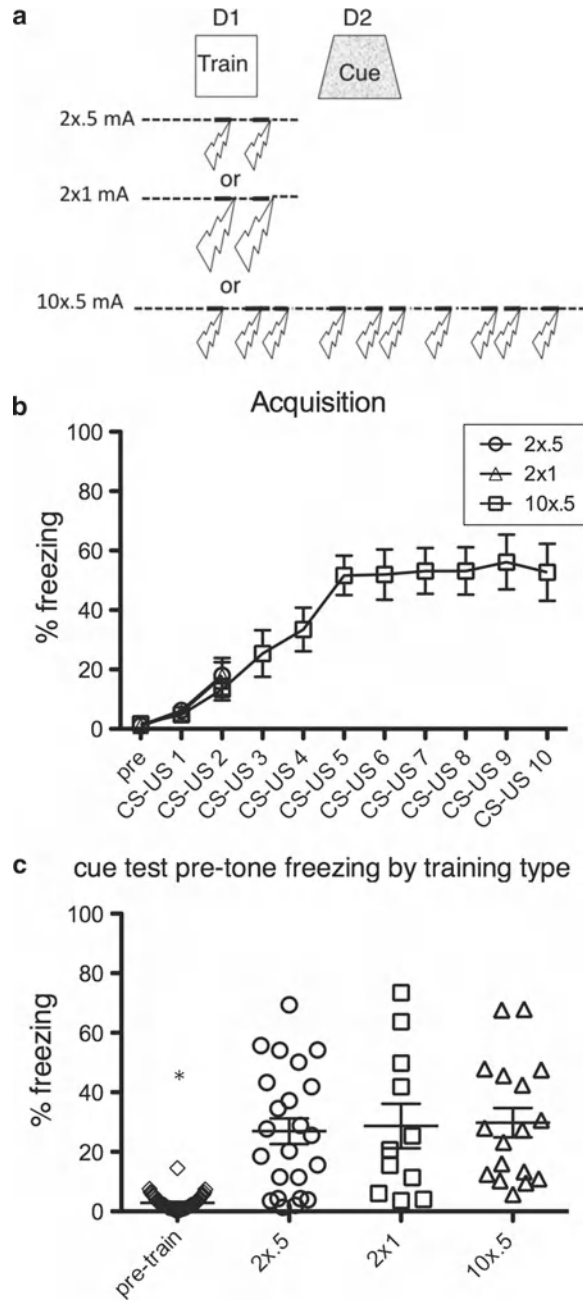 a
D1 D2
Train Cue
2x.5 mA
or
2x1 mA
or
10x.5 mA
b
Acquisition
% freezing
100
80
60
40
20
0
2x.5
2x1
10x.5
pre
CS-US 1
CS-US 2
CS-US 3
CS-US 4
CS-US 5
CS-US 6
CS-US 7
CS-US 8
CS-US 9
CS-US 10
c
cue test pre-tone freezing by training type
% freezing
100
80
60
40
20
0
*
pre-train
2x.5
2x1
10x.5